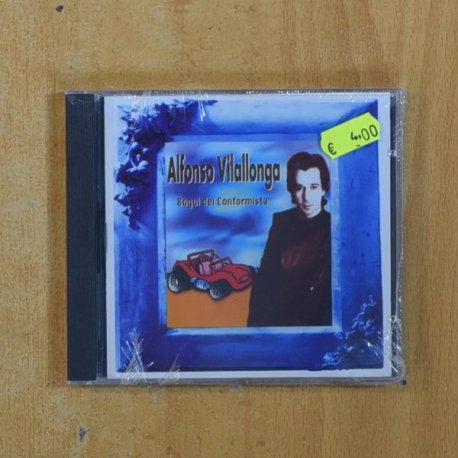 € 4.00
Alfonso Vilallonga
Bugui del Conformista